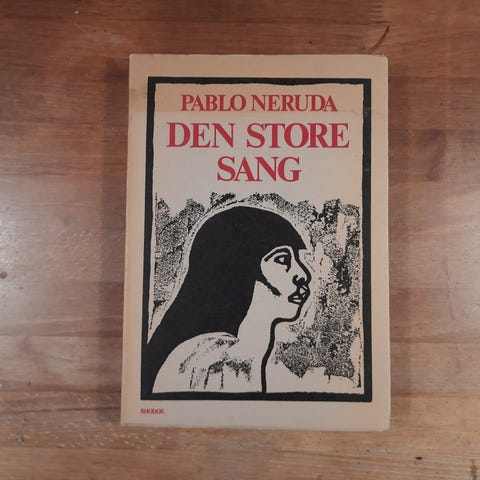 PABLO NERUDA
DEN STORE
SANG
RHODOS